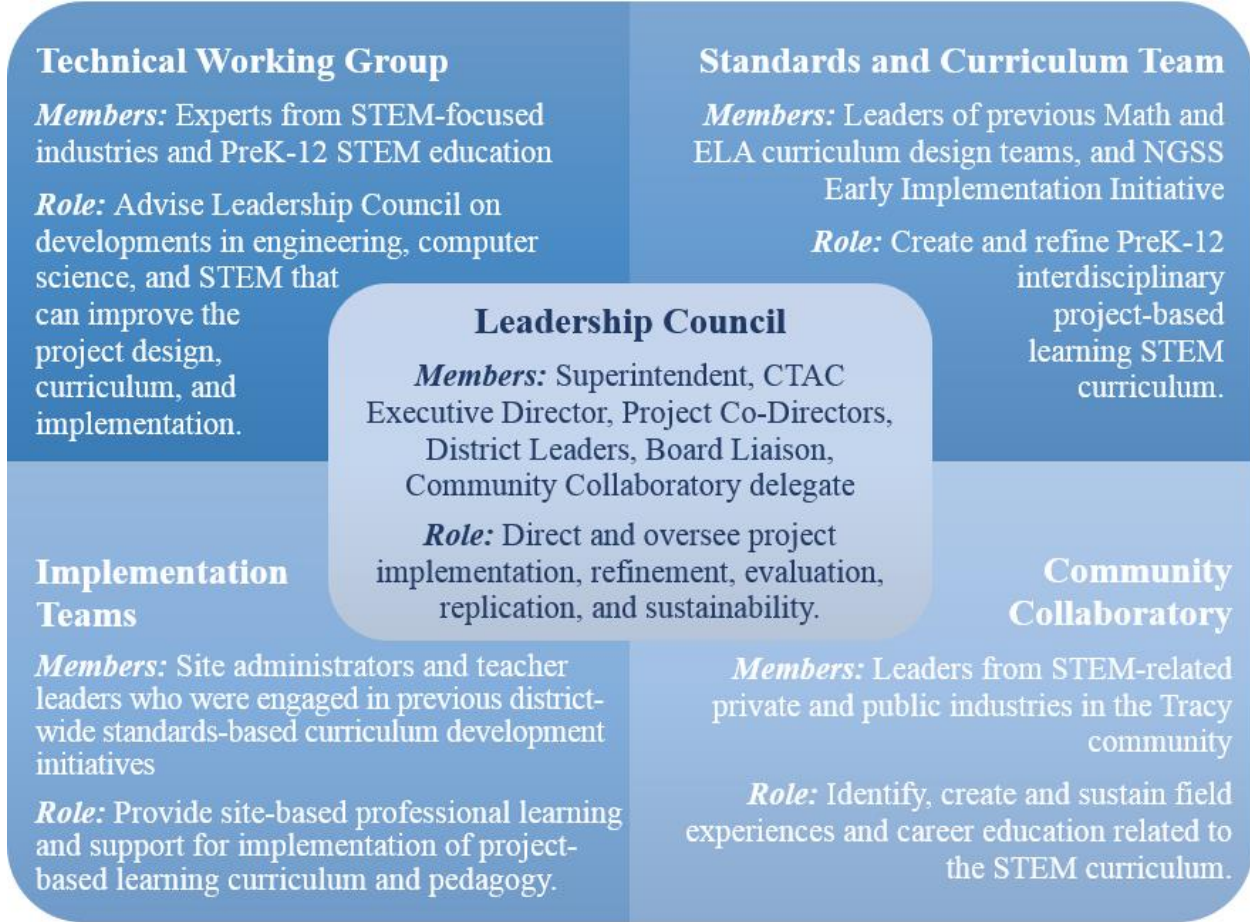 Technical Working Group
Members: Experts from STEM-focused
industries and PreK-12 STEM education
Role: Advise Leadership Council on
developments in engineering, computer
science, and STEM that
can improve the
project design,
curriculum, and
implementation.
Standards and Curriculum Team
Members: Leaders of previous Math and
ELA curriculum design teams, and NGSS
Early Implementation Initiative
Role: Create and refine PreK-12
interdisciplinary
project-based
learning STEM
curriculum.
Leadership Council
Members: Superintendent, CTAC
Executive Director, Project Co-Directors,
District Leaders, Board Liaison,
Community Collaboratory delegate
Role: Direct and oversee project
implementation, refinement, evaluation,
replication, and sustainability.
Implementation
Teams
Members: Site administrators and teacher
leaders who were engaged in previous district-
wide standards-based curriculum development
initiatives
Role: Provide site-based professional learning
and support for implementation of project-
based learning curriculum and pedagogy.
Community
Collaboratory
Members: Leaders from STEM-related
private and public industries in the Tracy
community
Role: Identify, create and sustain field
experiences and career education related to
the STEM curriculum.